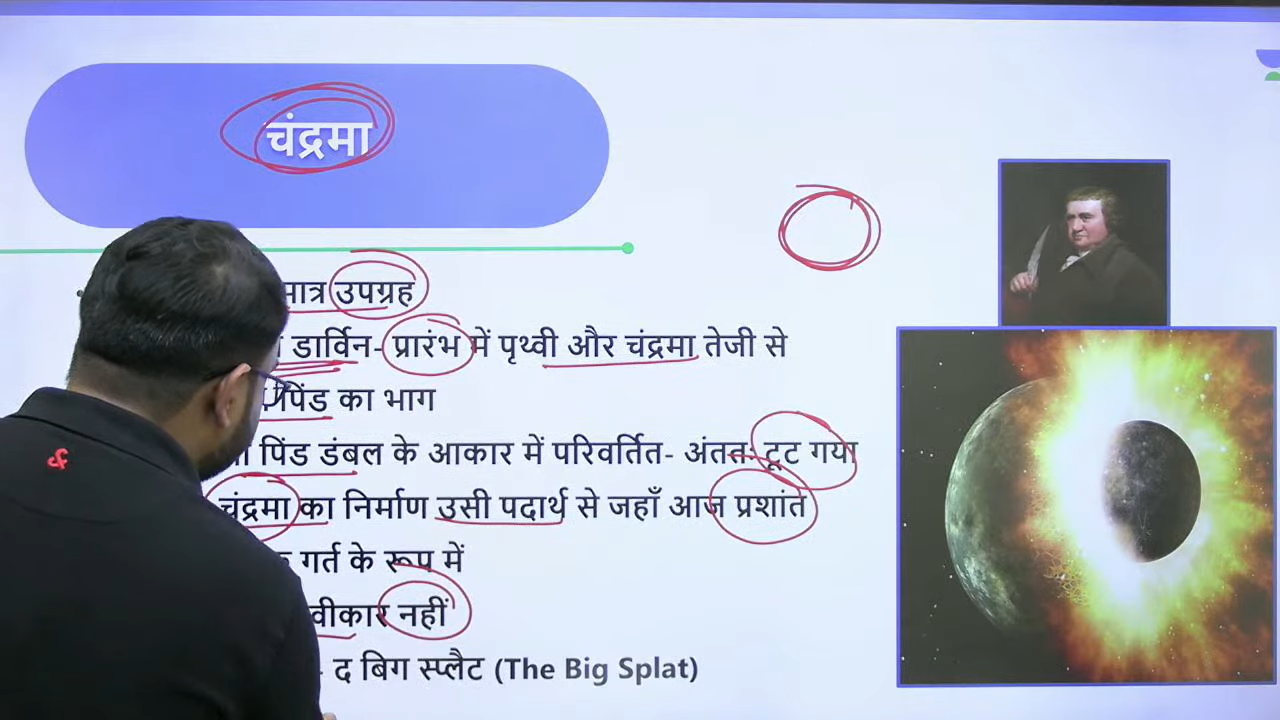 चंद्रमा
मात्र उपग्रह
डार्विन- प्रारंभ में पृथ्वी और चंद्रमा तेजी से
पिंड का भाग
पिंड डंबल के आकार में परिवर्तित- अंततः टूट गया
चंद्रमा का निर्माण उसी पदार्थ से जहाँ आज प्रशांत
गर्त के रूप में
नहीं
- द बिग स्प्लैट (The Big Splat)